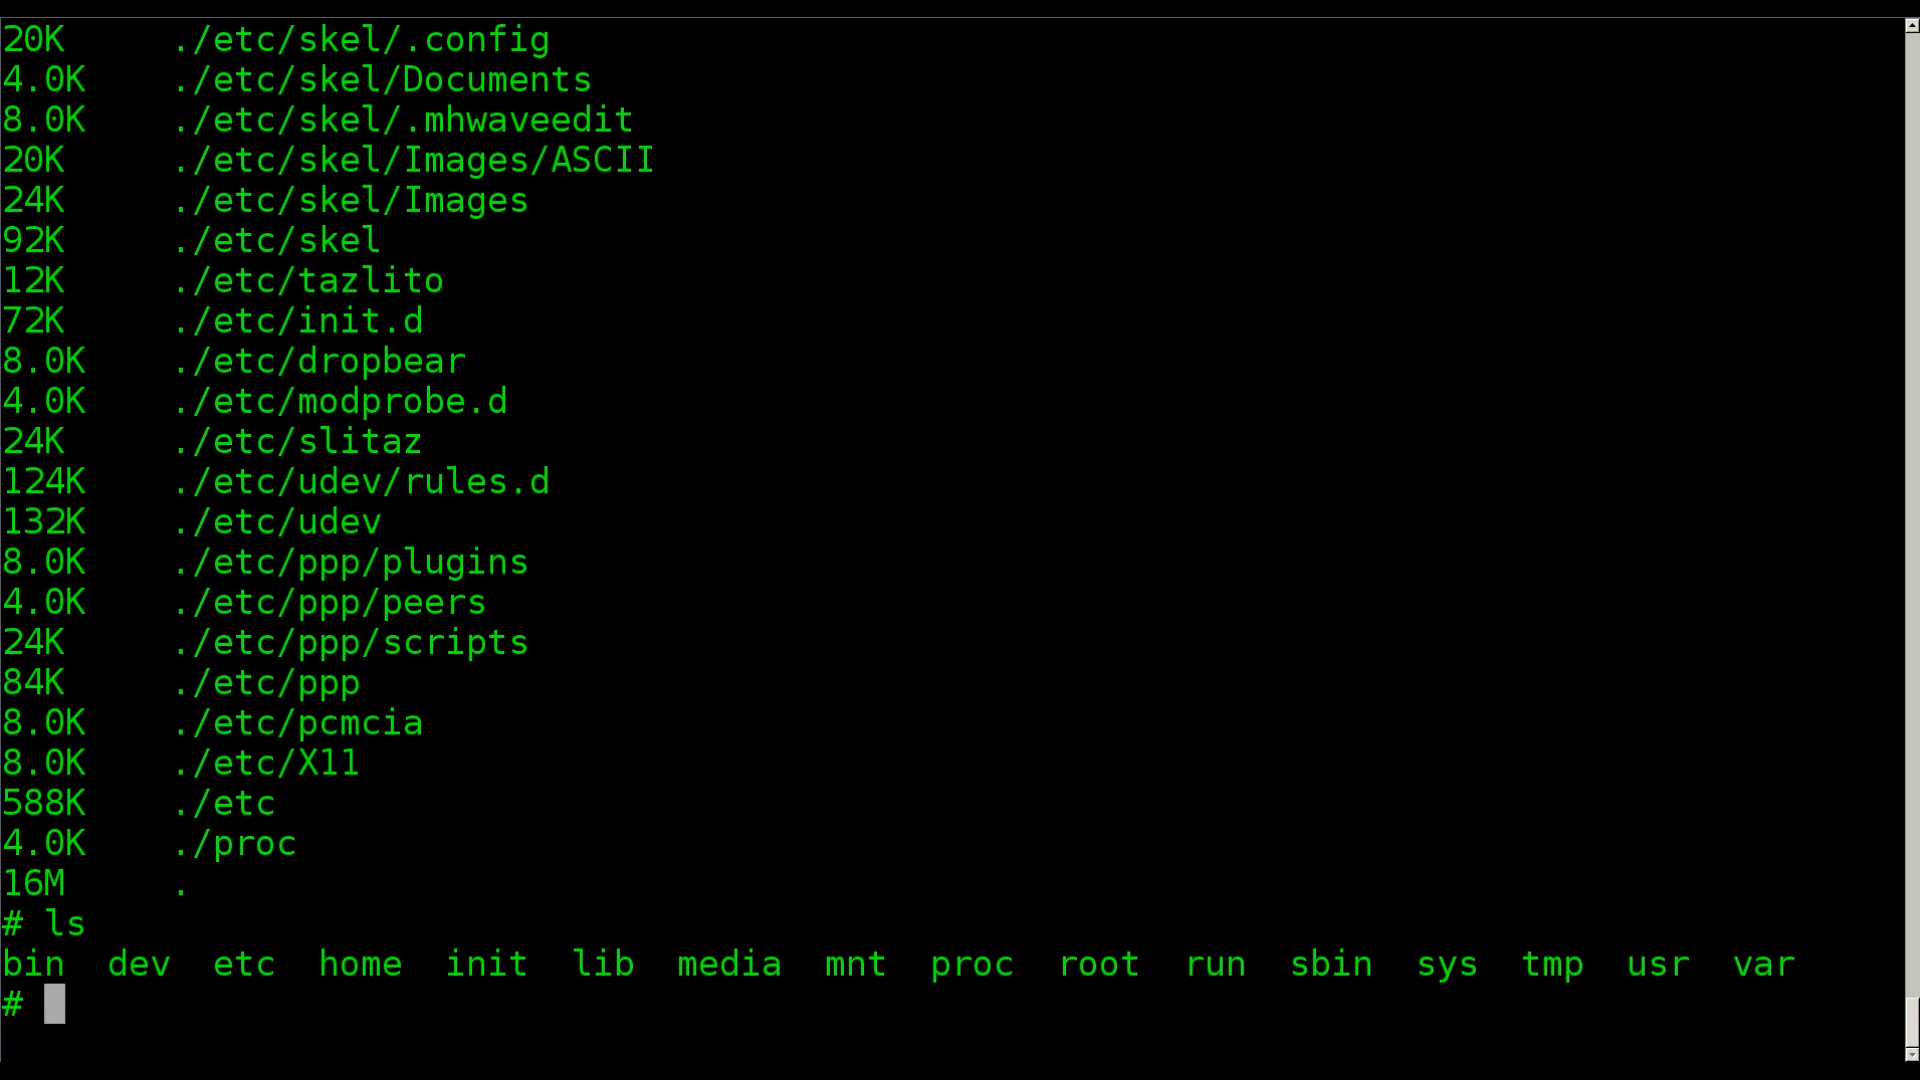 20K     ./etc/skel/.config
4.0K    ./etc/skel/Documents
8.0K    ./etc/skel/.mhwaveedit
20K     ./etc/skel/Images/ASCII
24K     ./etc/skel/Images
92K     ./etc/skel
12K     ./etc/tazlito
72K     ./etc/init.d
8.0K    ./etc/dropbear
4.0K    ./etc/modprobe.d
24K     ./etc/slitaz
124K    ./etc/udev/rules.d
132K    ./etc/udev
8.0K    ./etc/ppp/plugins
4.0K    ./etc/ppp/peers
24K     ./etc/ppp/scripts
84K     ./etc/ppp
8.0K    ./etc/pcmcia
8.0K    ./etc/X11
588K    ./etc
4.0K    ./proc
16M     .
# ls
bin  dev  etc  home  init  lib  media  mnt  proc  root  run  sbin  sys  tmp  usr  var
#